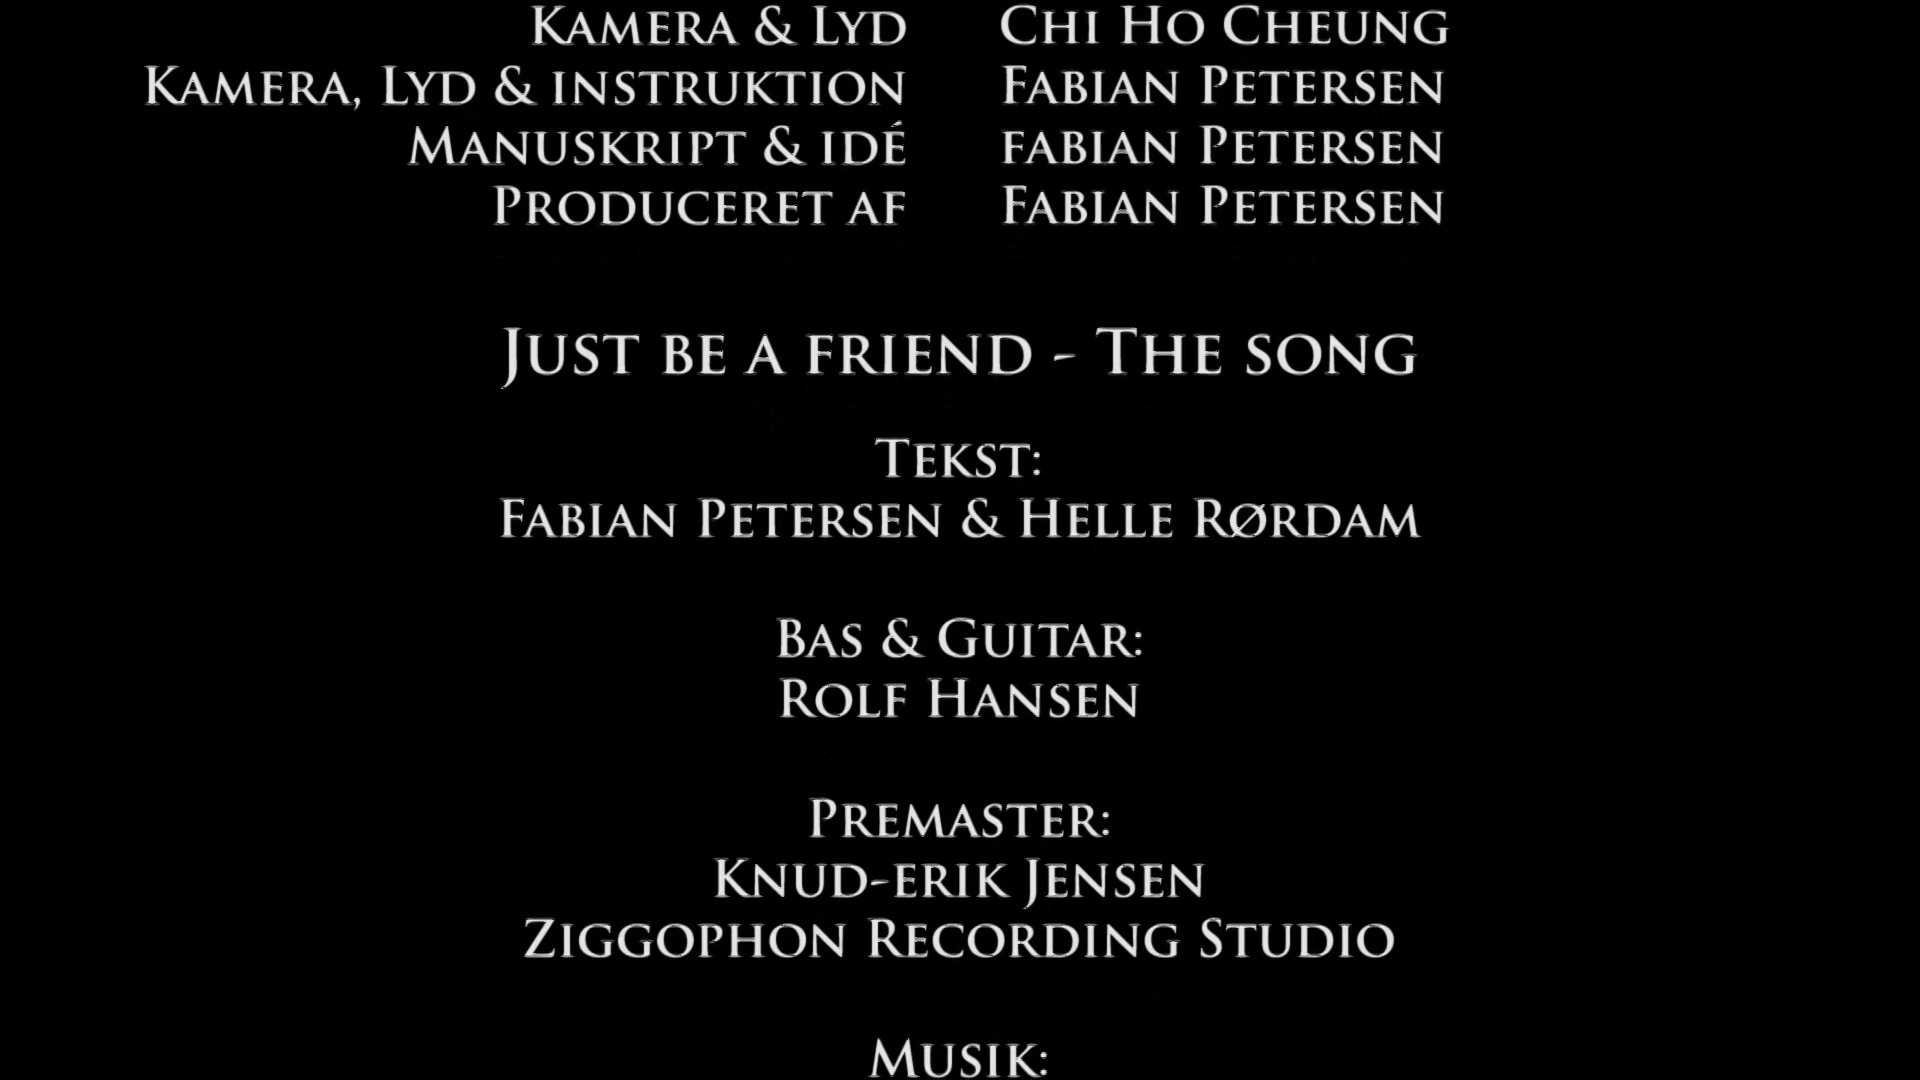 Kamera & Lyd Chi Ho Cheung
Kamera, Lyd & instruktion Fabian Petersen
Manuskript & idé fabian Petersen
Produceret af Fabian Petersen
Just be a friend - The song
Tekst:
Fabian Petersen & Helle Rørdam
Bas & Guitar:
Rolf Hansen
Premaster:
Knud-erik Jensen
Ziggophon Recording Studio
Musik: